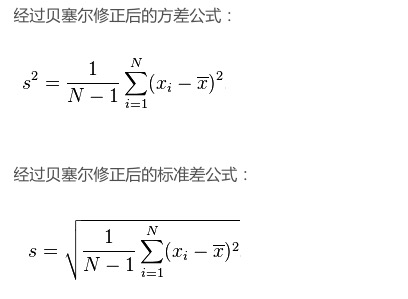 经过贝塞尔修正后的方差公式：
s² = \frac{1}{N − 1} \sum_{i=1}^{N} (x_i − \overline{x})²
经过贝塞尔修正后的标准差公式：
s = \sqrt{\frac{1}{N − 1} \sum_{i=1}^{N} (x_i − \overline{x})²}